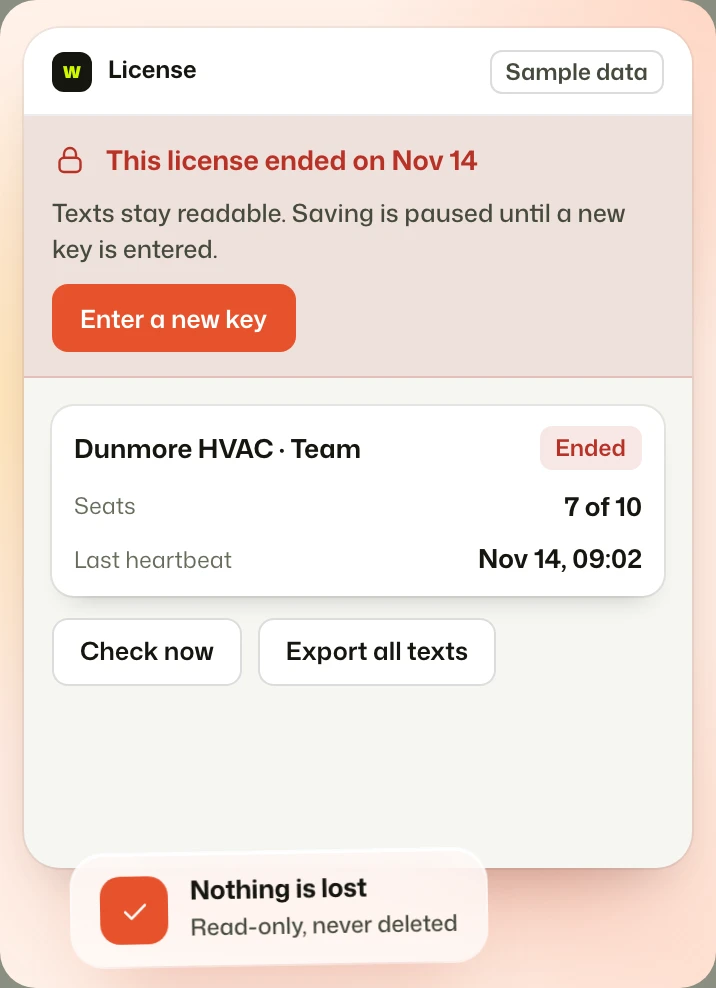 w License
Sample data
This license ended on Nov 14
Texts stay readable. Saving is paused until a new
key is entered.
Enter a new key
Dunmore HVAC · Team
Ended
Seats
7 of 10
Last heartbeat
Nov 14, 09:02
Check now
Export all texts
Nothing is lost
Read-only, never deleted